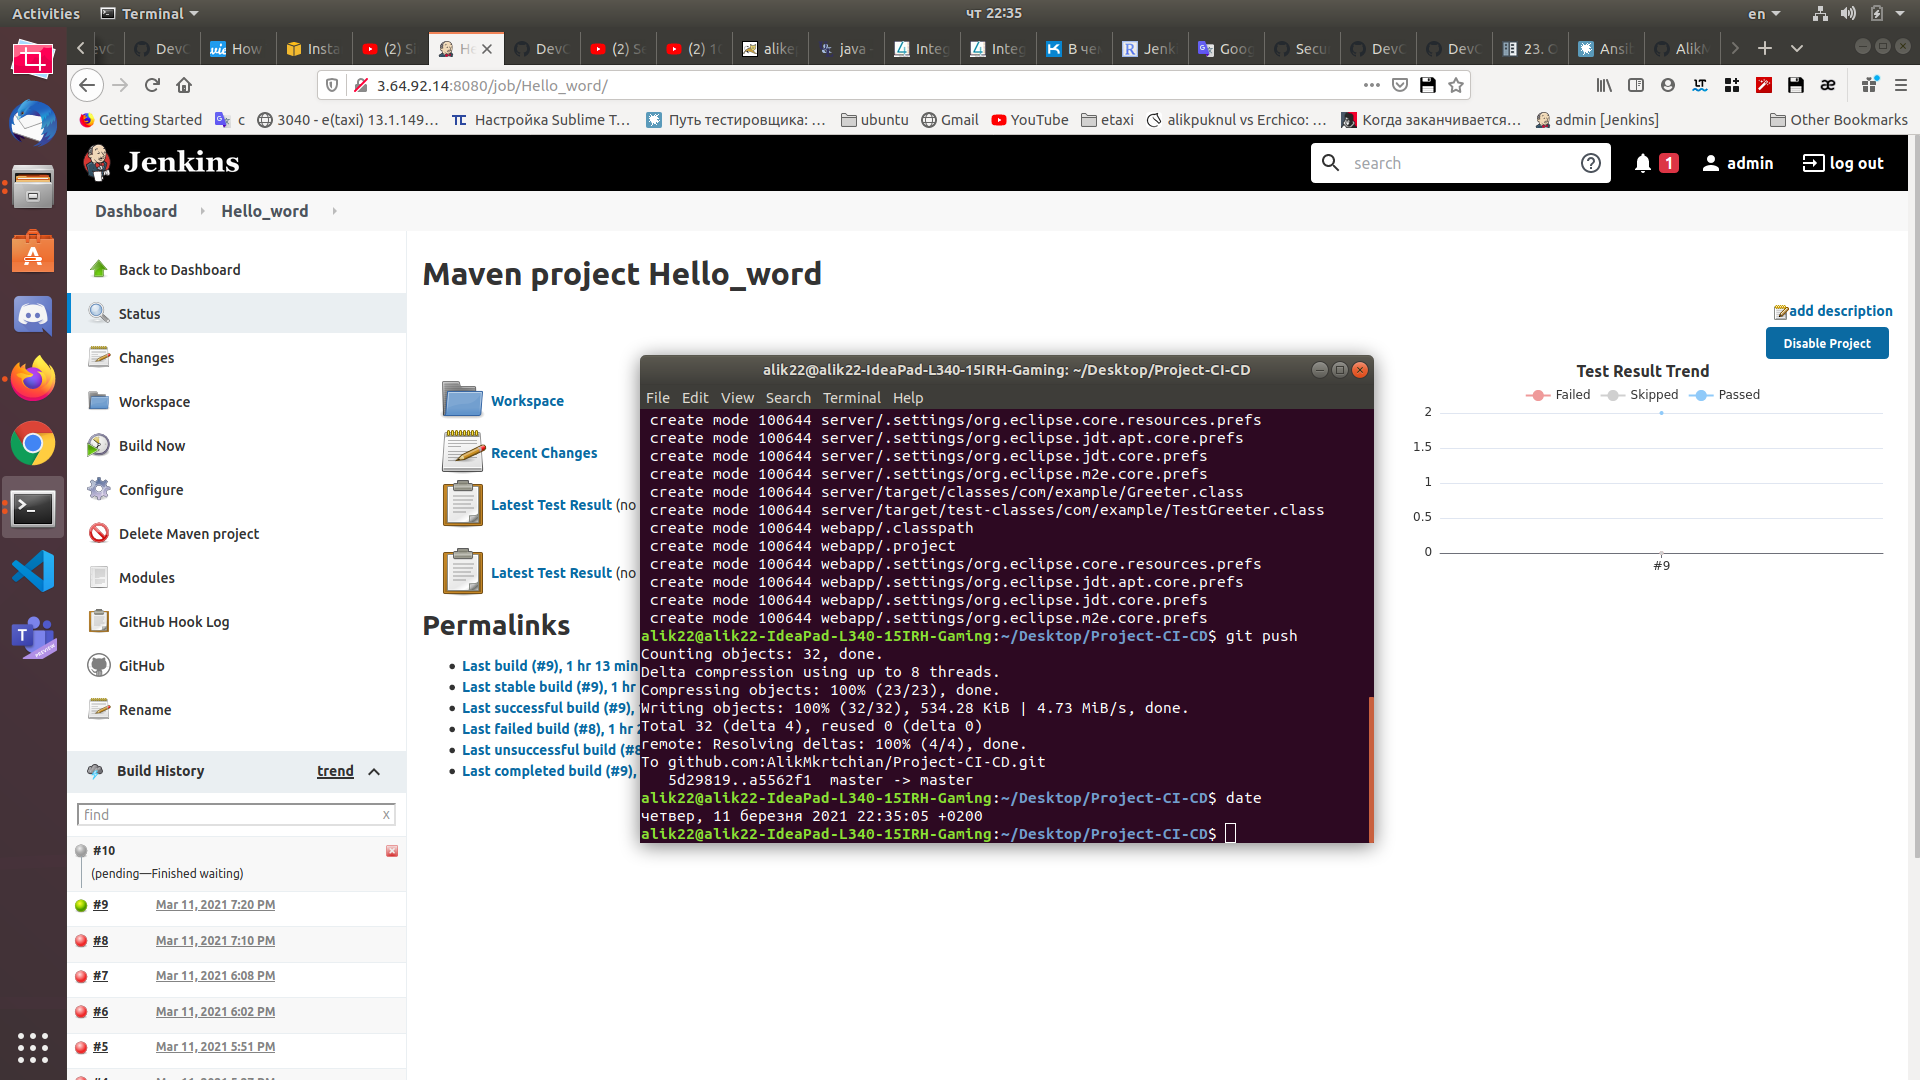 Activities Terminal чт 22:35 en
DevC How Insta (2) Si He DevC (2) S (2) 10 alike java - Integ Integ В чем Jenk Goog Secu DevC DevC 23. C Ansib AlikM
3.64.92.14:8080/job/Hello_word/
Getting Started с 3040 - e(taxi) 13.1.149… Настройка Sublime T… Путь тестировщика: … ubuntu Gmail YouTube etaxi alikpuknul vs Erchico: … Когда заканчивается… admin [Jenkins] Other Bookmarks
Jenkins search 1 admin log out
Dashboard Hello_word
Back to Dashboard
Status
Changes
Workspace
Build Now
Configure
Delete Maven project
Modules
GitHub Hook Log
GitHub
Rename
Build History trend
find x
#10
(pending—Finished waiting)
#9 Mar 11, 2021 7:20 PM
#8 Mar 11, 2021 7:10 PM
#7 Mar 11, 2021 6:08 PM
#6 Mar 11, 2021 6:02 PM
#5 Mar 11, 2021 5:51 PM
Maven project Hello_word
add description
Disable Project
Workspace
Recent Changes
Latest Test Result (no
Latest Test Result (no
Permalinks
Last build (#9), 1 hr 13 min
Last stable build (#9), 1 hr
Last successful build (#9),
Last failed build (#8), 1 hr
Last unsuccessful build (#8
Last completed build (#9),
alik22@alik22-IdeaPad-L340-15IRH-Gaming: ~/Desktop/Project-CI-CD
File Edit View Search Terminal Help
create mode 100644 server/.settings/org.eclipse.core.resources.prefs
create mode 100644 server/.settings/org.eclipse.jdt.apt.core.prefs
create mode 100644 server/.settings/org.eclipse.jdt.core.prefs
create mode 100644 server/.settings/org.eclipse.m2e.core.prefs
create mode 100644 server/target/classes/com/example/Greeter.class
create mode 100644 server/target/test-classes/com/example/TestGreeter.class
create mode 100644 webapp/.classpath
create mode 100644 webapp/.project
create mode 100644 webapp/.settings/org.eclipse.core.resources.prefs
create mode 100644 webapp/.settings/org.eclipse.jdt.apt.core.prefs
create mode 100644 webapp/.settings/org.eclipse.jdt.core.prefs
create mode 100644 webapp/.settings/org.eclipse.m2e.core.prefs
alik22@alik22-IdeaPad-L340-15IRH-Gaming:~/Desktop/Project-CI-CD$ git push
Counting objects: 32, done.
Delta compression using up to 8 threads.
Compressing objects: 100% (23/23), done.
Writing objects: 100% (32/32), 534.28 KiB | 4.73 MiB/s, done.
Total 32 (delta 4), reused 0 (delta 0)
remote: Resolving deltas: 100% (4/4), done.
To github.com:AlikMkrtchian/Project-CI-CD.git
5d29819..a5562f1 master -> master
alik22@alik22-IdeaPad-L340-15IRH-Gaming:~/Desktop/Project-CI-CD$ date
четвер, 11 березня 2021 22:35:05 +0200
alik22@alik22-IdeaPad-L340-15IRH-Gaming:~/Desktop/Project-CI-CD$
Test Result Trend
Failed Skipped Passed
2
1.5
1
0.5
0
#9